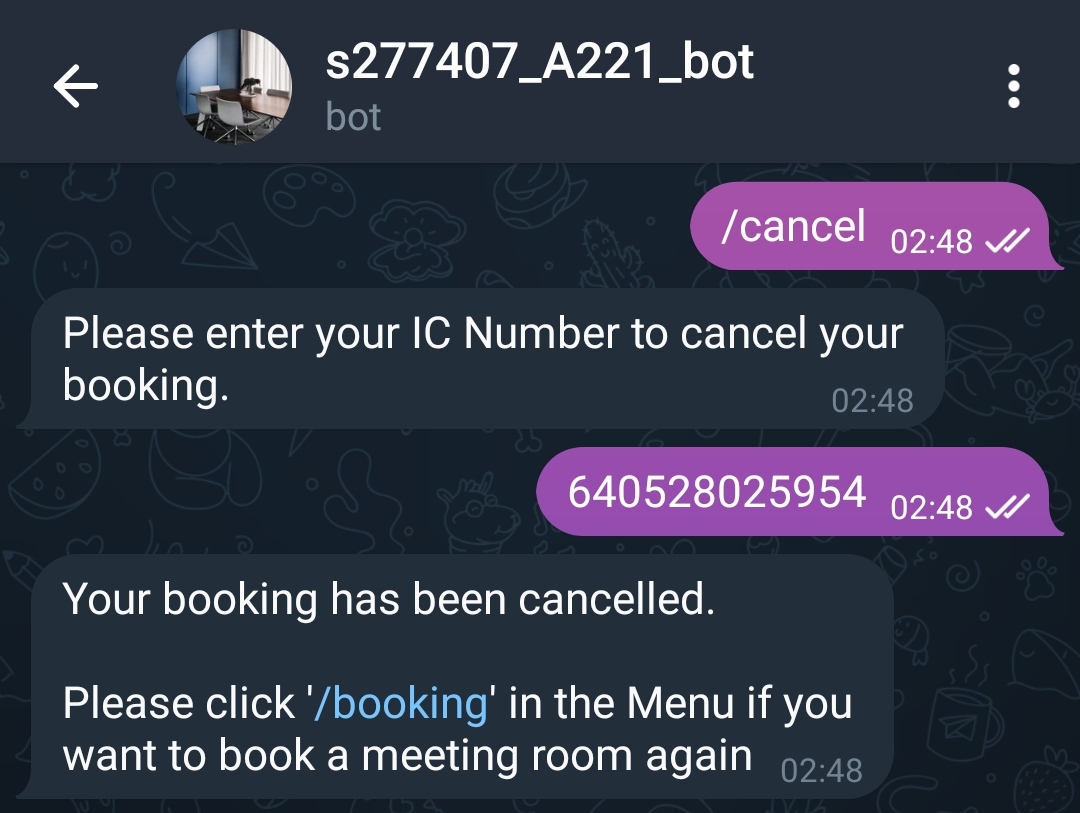 s277407_A221_bot
bot
/cancel 02:48
Please enter your IC Number to cancel your
booking.
02:48
640528025954 02:48
Your booking has been cancelled.
Please click '/booking' in the Menu if you
want to book a meeting room again 02:48